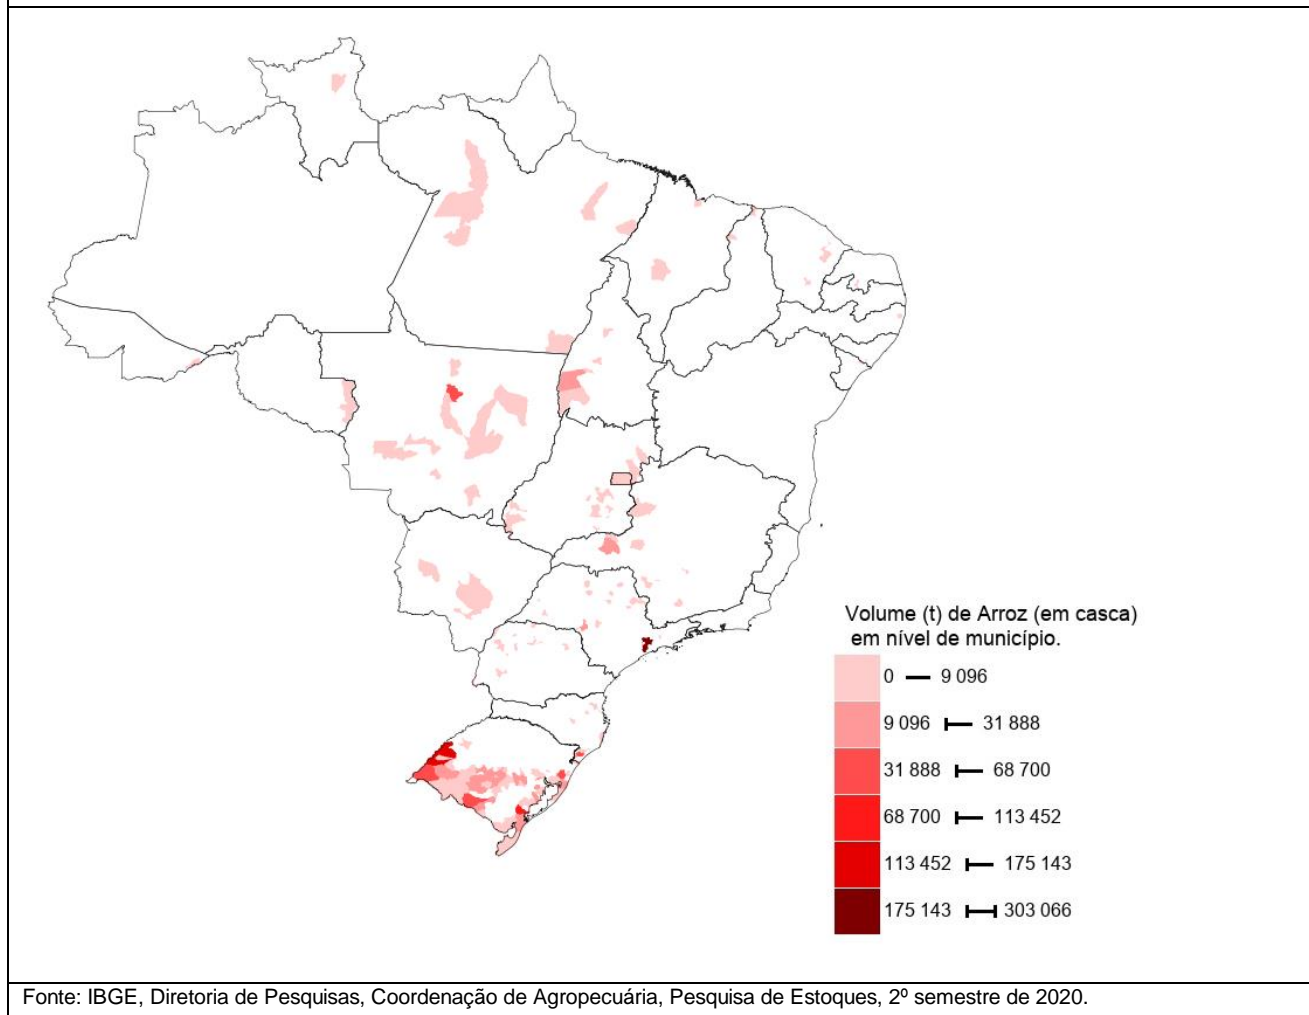 Volume (t) de Arroz (em casca)
em nível de município.
0 — 9 096
9 096 — 31 888
31 888 — 68 700
68 700 — 113 452
113 452 — 175 143
175 143 — 303 066
Fonte: IBGE, Diretoria de Pesquisas, Coordenação de Agropecuária, Pesquisa de Estoques, 2º semestre de 2020.